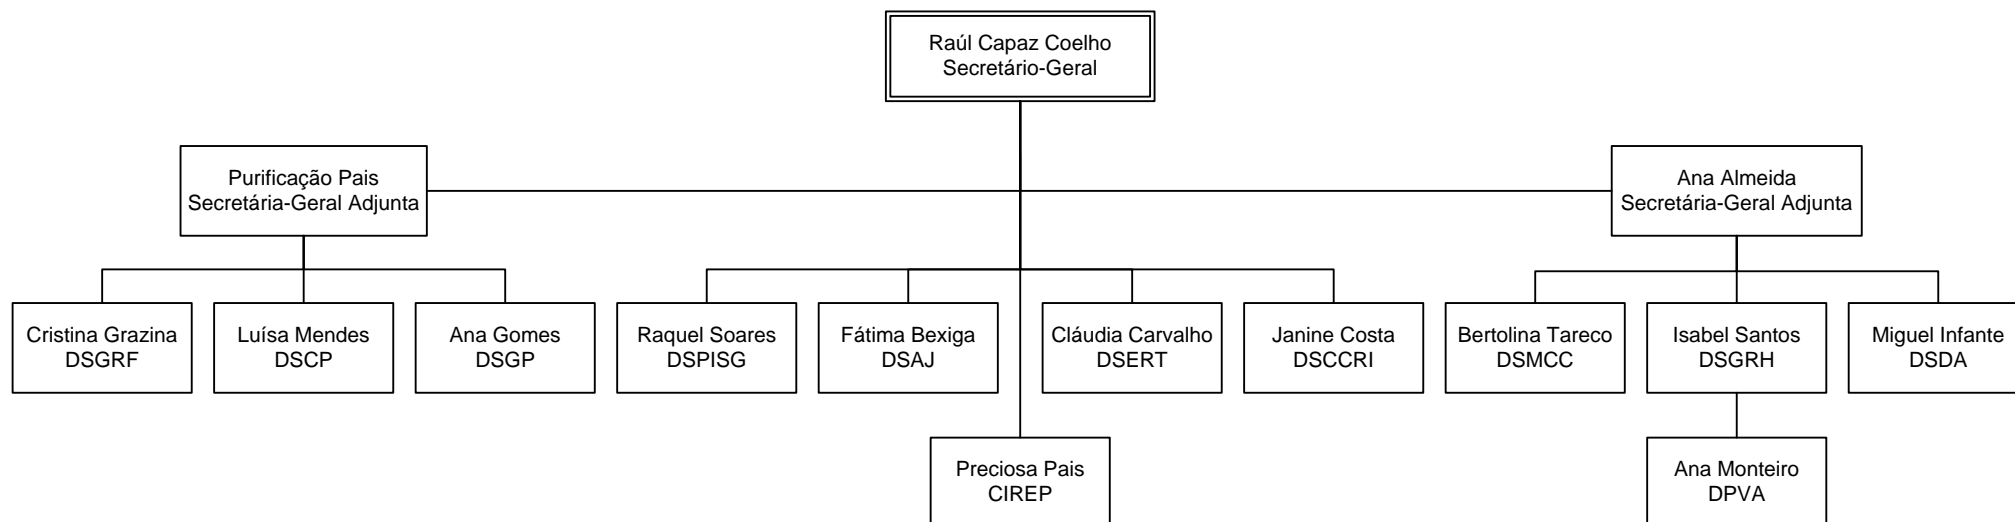 Raúl Capaz Coelho
Secretário-Geral
Purificação Pais
Secretária-Geral Adjunta
Ana Almeida
Secretária-Geral Adjunta
Cristina Grazina
DSGRF
Luísa Mendes
DSCP
Ana Gomes
DSGP
Raquel Soares
DSPISG
Fátima Bexiga
DSAJ
Cláudia Carvalho
DSERT
Janine Costa
DSCCRI
Bertolina Tareco
DSMCC
Isabel Santos
DSGRH
Miguel Infante
DSDA
Preciosa Pais
CIREP
Ana Monteiro
DPVA